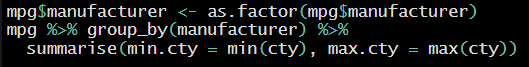 mpg$manufacturer <- as.factor(mpg$manufacturer)
mpg %>% group_by(manufacturer) %>%
  summarise(min.cty = min(cty), max.cty = max(cty))